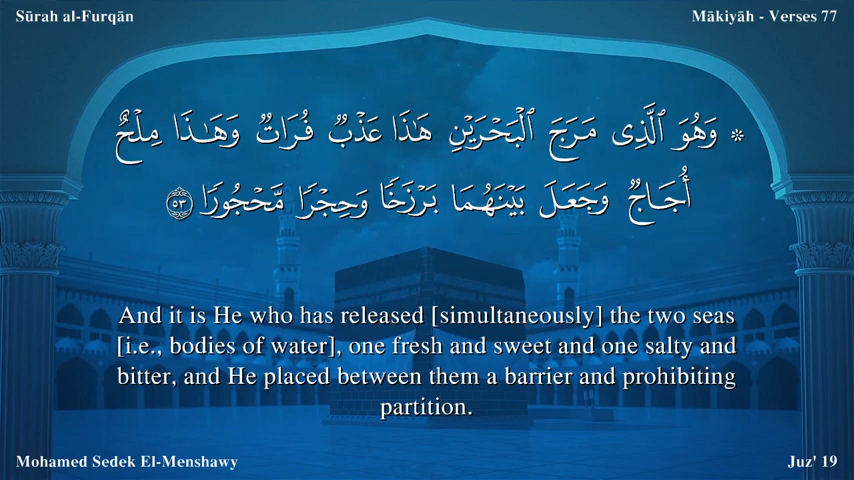 Sūrah al-Furqān
Mākiyāh - Verses 77
۞ وَهُوَ ٱلَّذِى مَرَجَ ٱلْبَحْرَيْنِ هَـٰذَا عَذْبٌ فُرَاتٌ وَهَـٰذَا مِلْحٌ
أُجَاجٌ وَجَعَلَ بَيْنَهُمَا بَرْزَخًا وَحِجْرًا مَّحْجُورًا ٥٣
And it is He who has released [simultaneously] the two seas
[i.e., bodies of water], one fresh and sweet and one salty and
bitter, and He placed between them a barrier and prohibiting
partition.
Mohamed Sedek El-Menshawy
Juz' 19